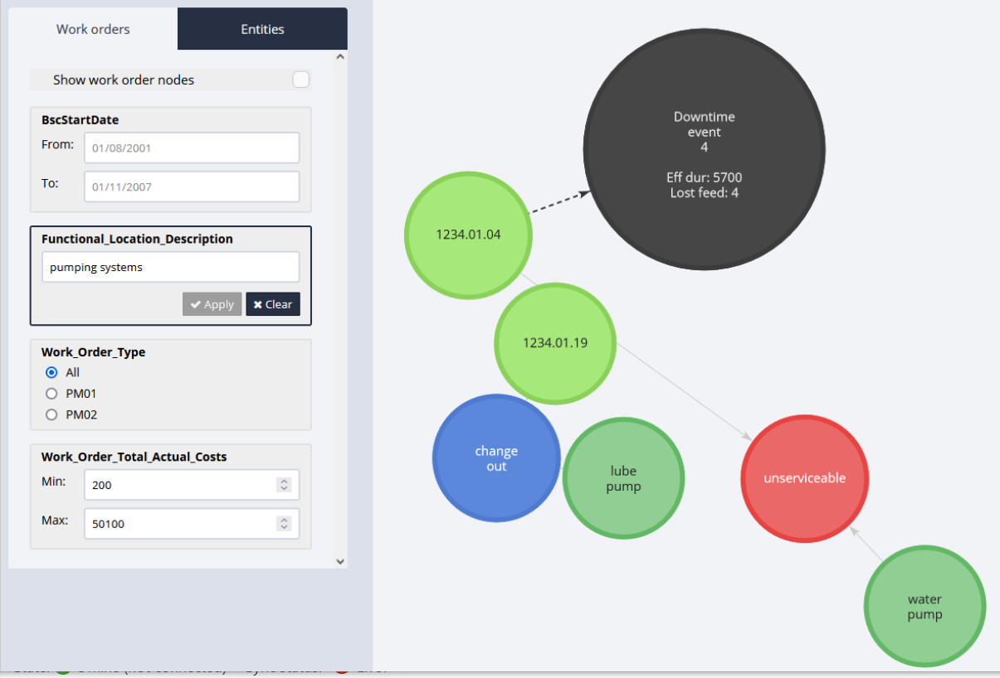 Work orders
Entities
Show work order nodes
BscStartDate
From:
01/08/2001
To:
01/11/2007
Functional_Location_Description
pumping systems
Apply
Clear
Work_Order_Type
All
PM01
PM02
Work_Order_Total_Actual_Costs
Min:
200
Max:
50100
Downtime
event
4
Eff dur: 5700
Lost feed: 4
1234.01.04
1234.01.19
change
out
lube
pump
unserviceable
water
pump